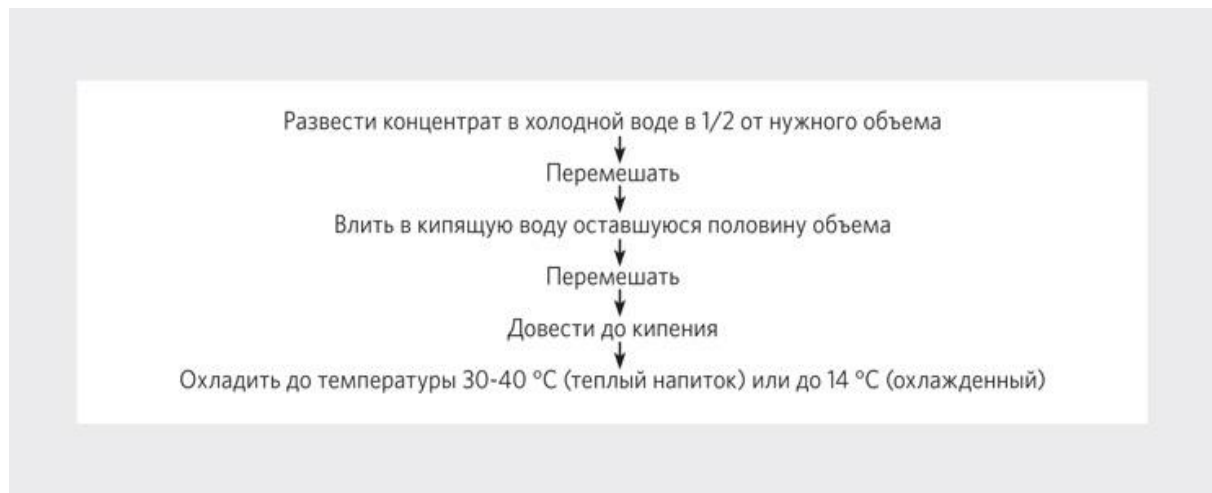 Развести концентрат в холодной воде в 1/2 от нужного объема
Перемешать
Влить в кипящую воду оставшуюся половину объема
Перемешать
Довести до кипения
Охладить до температуры 30-40 °C (теплый напиток) или до 14 °C (охлажденный)